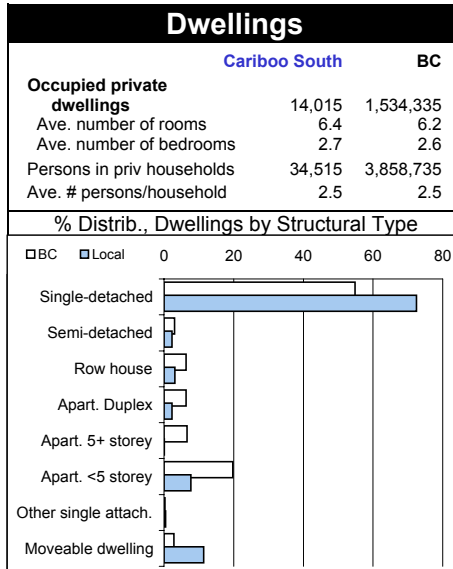 Dwellings
Cariboo South BC
Occupied private
dwellings 14,015 1,534,335
Ave. number of rooms 6.4 6.2
Ave. number of bedrooms 2.7 2.6
Persons in priv households 34,515 3,858,735
Ave. # persons/household 2.5 2.5
% Distrib., Dwellings by Structural Type
BC Local 0 20 40 60 80
Single-detached
Semi-detached
Row house
Apart. Duplex
Apart. 5+ storey
Apart. <5 storey
Other single attach.
Moveable dwelling